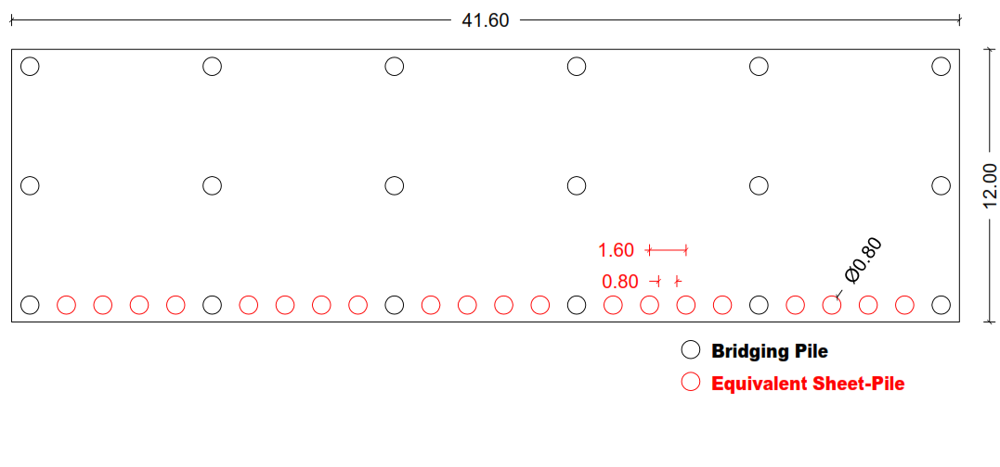 41.60
12.00
1.60
0.80
Ø0.80
Bridging Pile
Equivalent Sheet-Pile